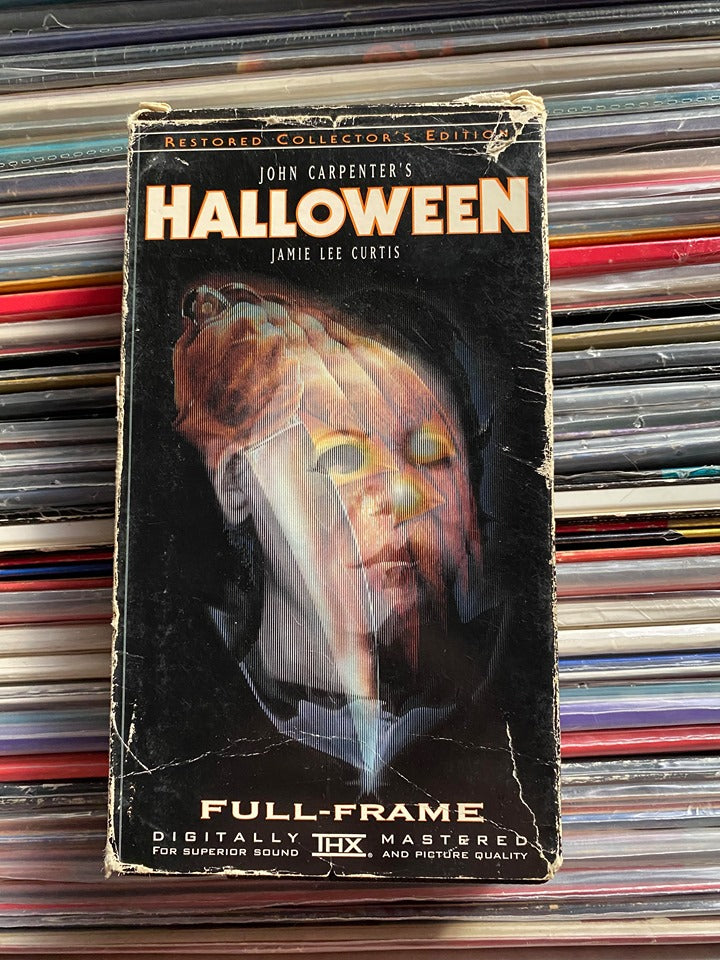 RESTORED COLLECTOR'S EDITION
JOHN CARPENTER'S
HALLOWEEN
JAMIE LEE CURTIS
FULL-FRAME
DIGITALLY THX MASTERED
FOR SUPERIOR SOUND ® AND PICTURE QUALITY